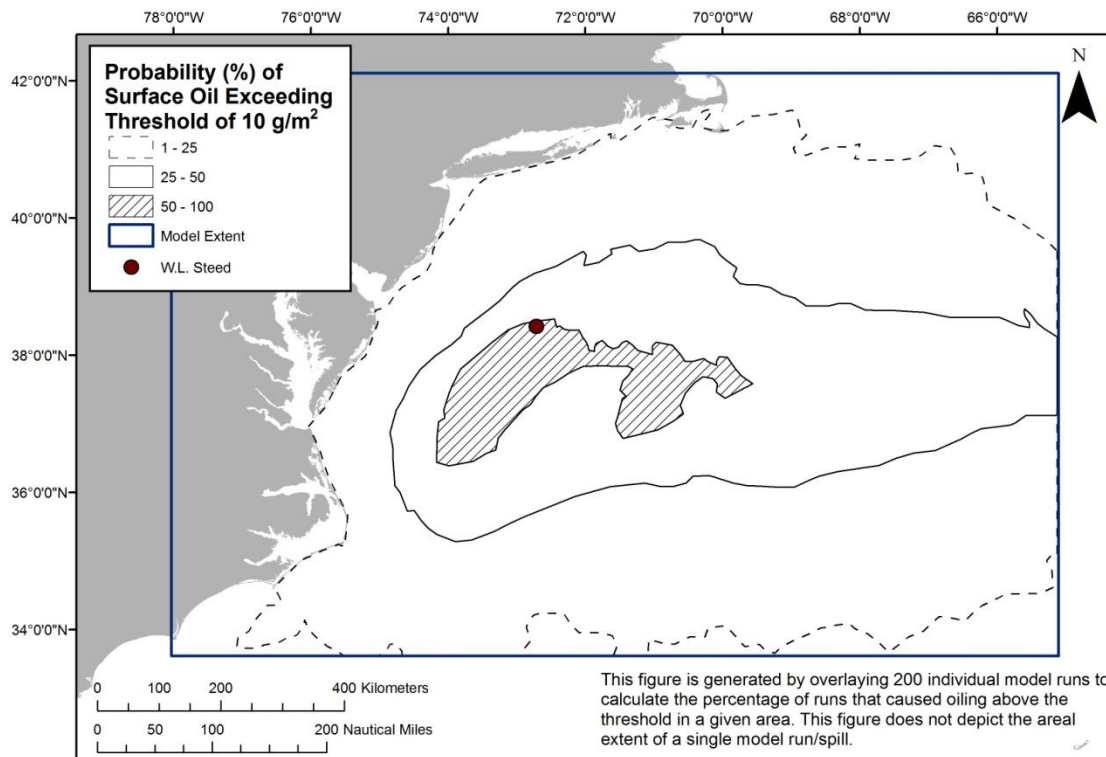 78°0'0"W 76°0'0"W 74°0'0"W 72°0'0"W 70°0'0"W 68°0'0"W 66°0'0"W
N
42°0'0"N
40°0'0"N
38°0'0"N
36°0'0"N
34°0'0"N
Probability (%) of
Surface Oil Exceeding
Threshold of 10 g/m²
1 - 25
25 - 50
50 - 100
Model Extent
W.L. Steed
0 100 200 400 Kilometers
0 50 100 200 Nautical Miles
This figure is generated by overlaying 200 individual model runs to
calculate the percentage of runs that caused oiling above the
threshold in a given area. This figure does not depict the areal
extent of a single model run/spill.